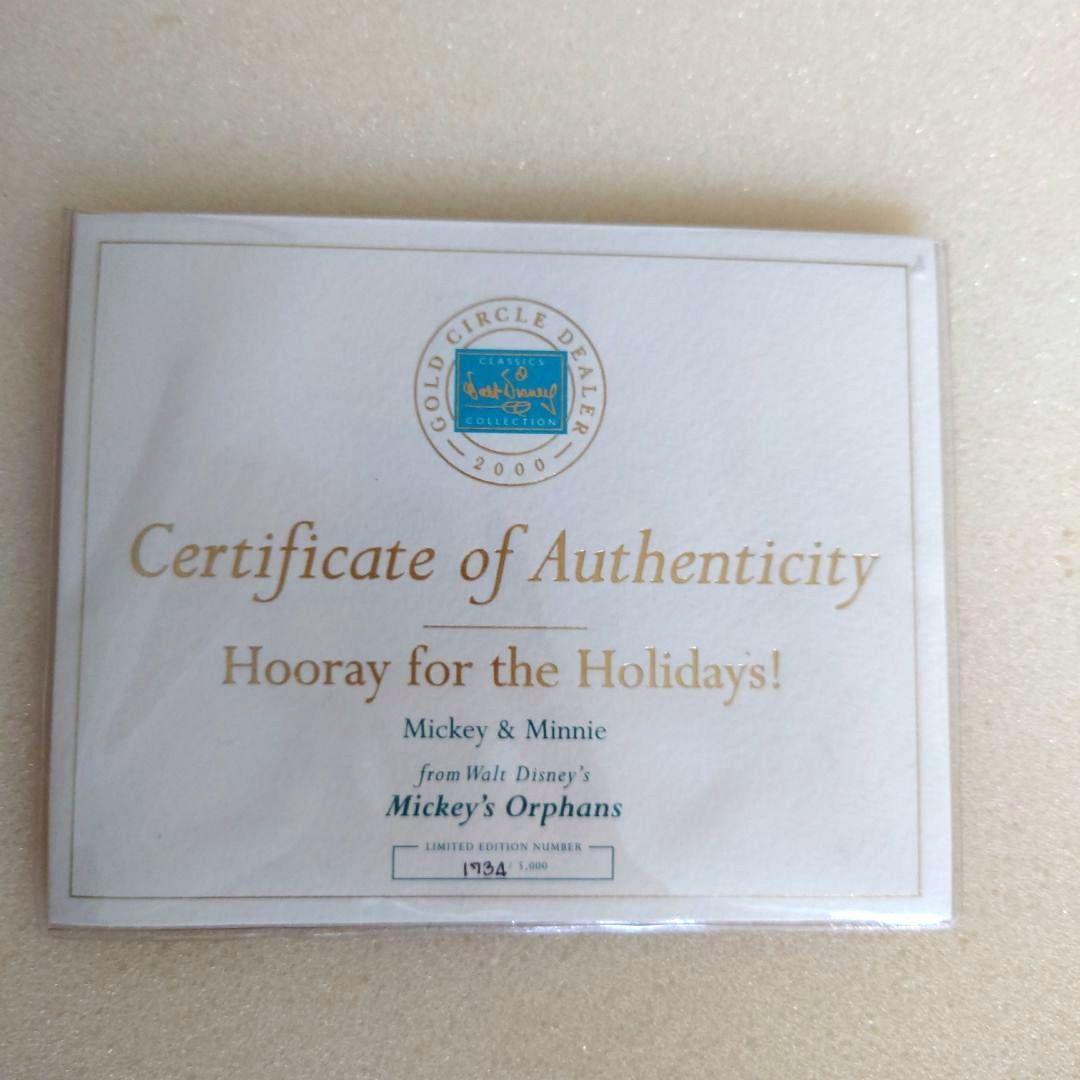 GOLD CIRCLE DEALER
CLASSICS
Walt Disney
COLLECTION
2000
Certificate of Authenticity
Hooray for the Holidays!
Mickey & Minnie
from Walt Disney's
Mickey's Orphans
LIMITED EDITION NUMBER
1734 / 5,000